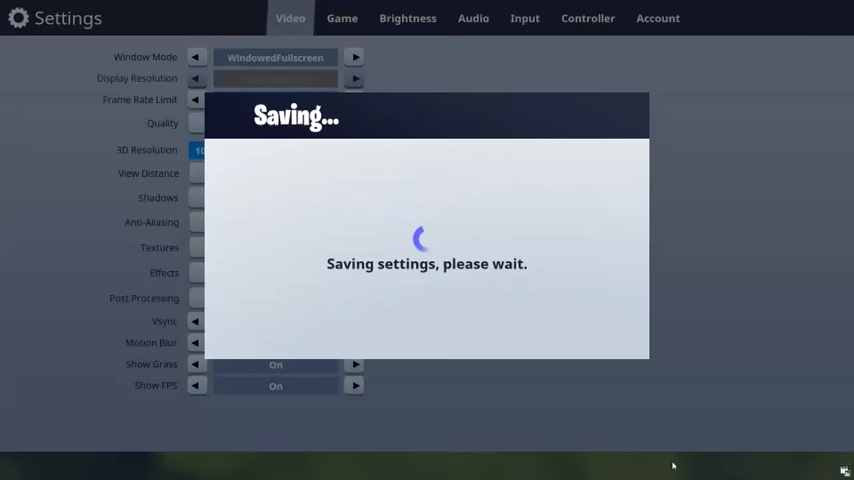 Settings
Video
Game
Brightness
Audio
Input
Controller
Account
Window Mode
WindowedFullscreen
Display Resolution
Frame Rate Limit
Saving...
Quality
3D Resolution
10
View Distance
Shadows
Anti-Aliasing
Textures
Saving settings, please wait.
Effects
Post Processing
Vsync
Motion Blur
Show Grass
On
Show FPS
On